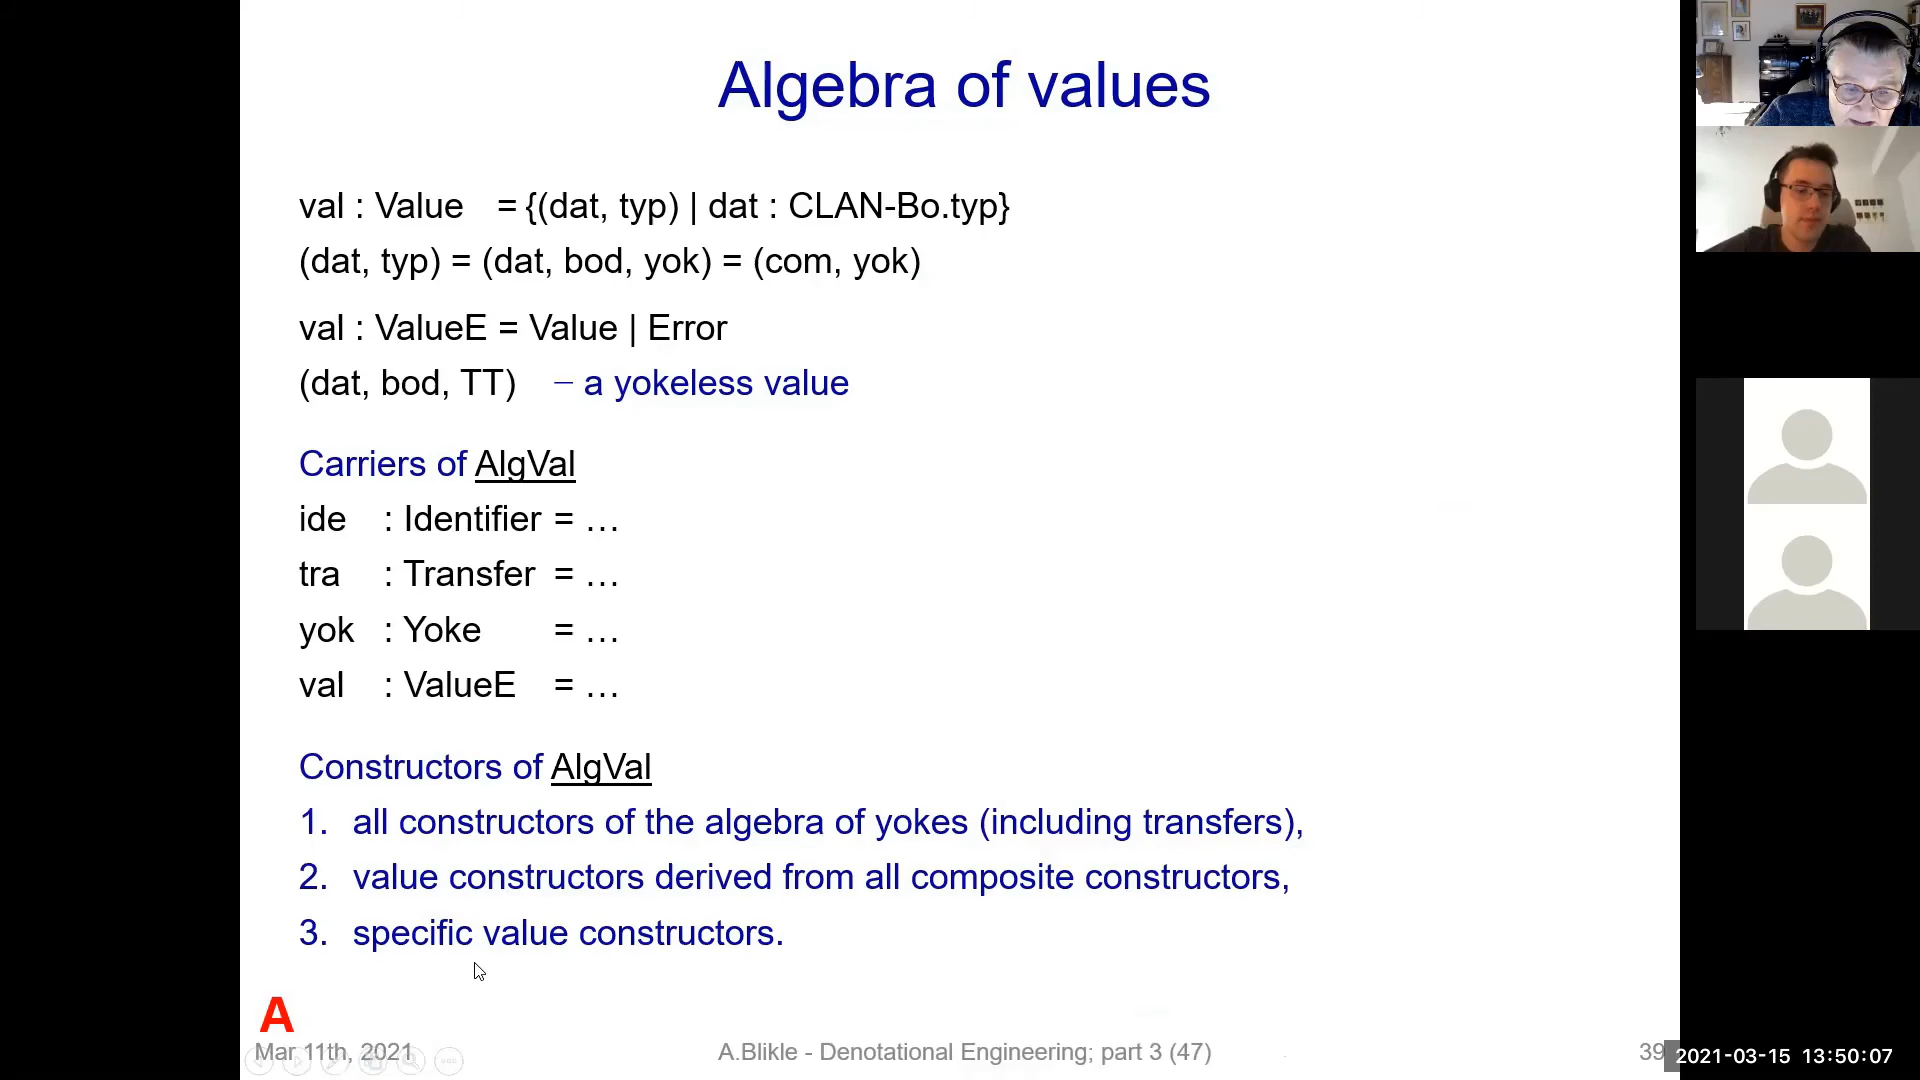 Algebra of values
val : Value = {(dat, typ) | dat : CLAN-Bo.typ}
(dat, typ) = (dat, bod, yok) = (com, yok)
val : ValueE = Value | Error
(dat, bod, TT) – a yokeless value
Carriers of AlgVal
ide : Identifier = …
tra : Transfer = …
yok : Yoke = …
val : ValueE = …
Constructors of AlgVal
1. all constructors of the algebra of yokes (including transfers),
2. value constructors derived from all composite constructors,
3. specific value constructors.
A
Mar 11th, 2021
A.Blikle - Denotational Engineering; part 3 (47)
39
2021-03-15 13:50:07